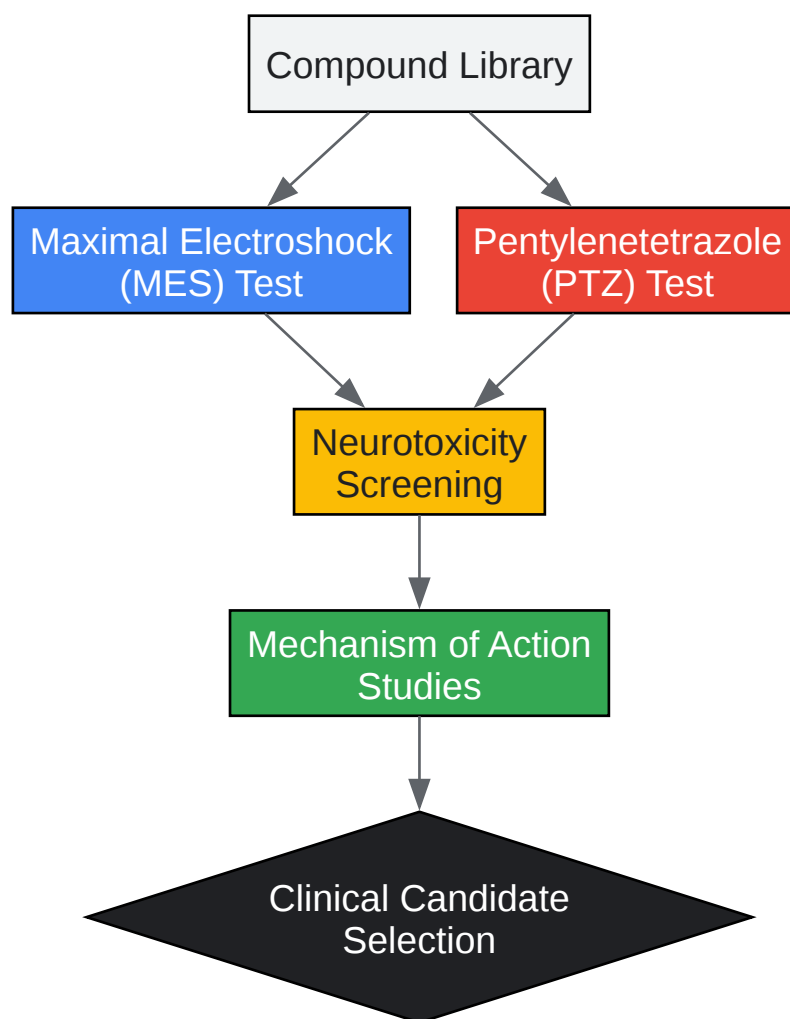 Compound Library
Maximal Electroshock
(MES) Test
Pentylenetetrazole
(PTZ) Test
Neurotoxicity
Screening
Mechanism of Action
Studies
Clinical Candidate
Selection